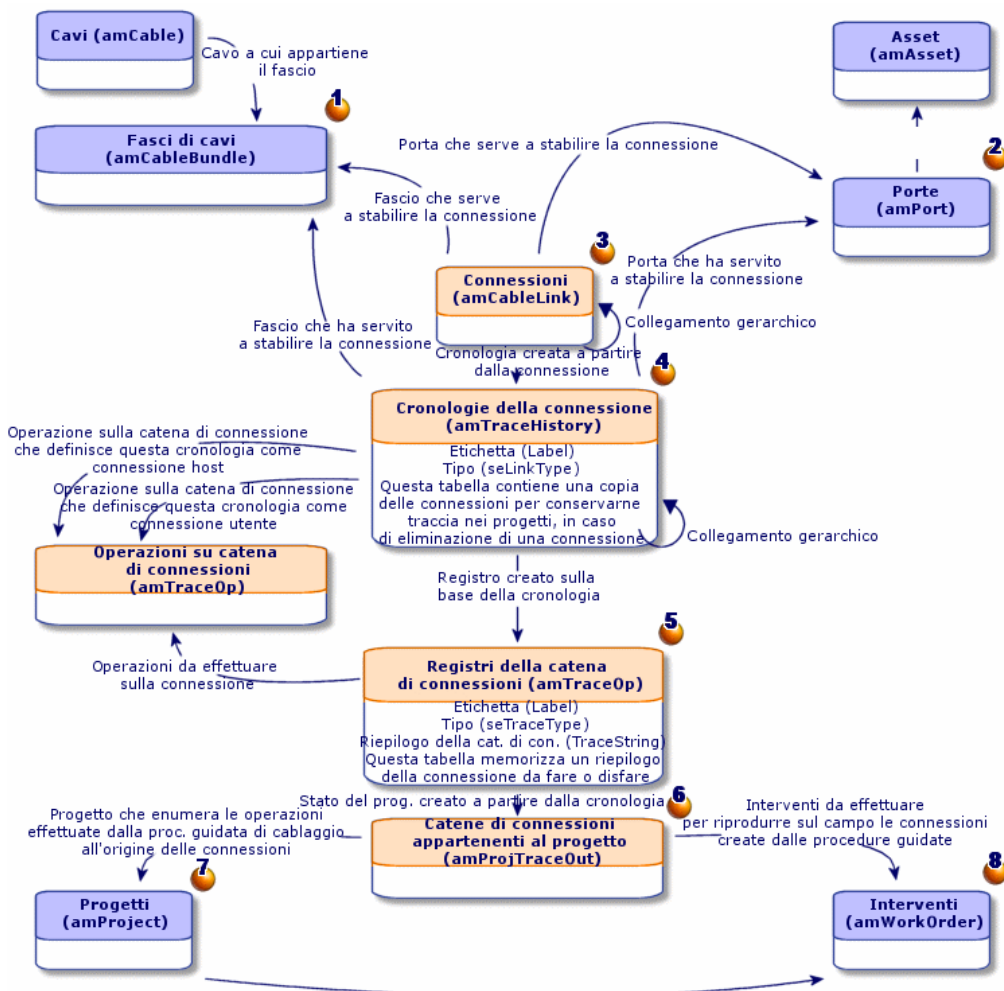 Cavi (amCable)
Cavo a cui appartiene
il fascio
Asset
(amAsset)
1
Fasci di cavi
(amCableBundle)
Porta che serve a stabilire la connessione
2
Porte
(amPort)
Fascio che serve
a stabilire la connessione
3
Connessioni
(amCableLink)
Porta che ha servito
a stabilire la connessione
Collegamento gerarchico
Fascio che ha servito
a stabilire la connessione
Cronologia creata a partire
dalla connessione
4
Cronologie della connessione
(amTraceHistory)
Etichetta (Label)
Tipo (seLinkType)
Questa tabella contiene una copia
delle connessioni per conservarne
traccia nei progetti, in caso
di eliminazione di una connessione
Collegamento gerarchico
Operazione sulla catena di connessione
che definisce questa cronologia come
connessione host
Operazione sulla catena di connessione
che definisce questa cronologia come
connessione utente
Operazioni su catena
di connessioni
(amTraceOp)
Registro creato sulla
base della cronologia
5
Operazioni da effettuare
sulla connessione
Registri della catena
di connessioni (amTraceOp)
Etichetta (Label)
Tipo (seTraceType)
Riepilogo della cat. di con. (TraceString)
Questa tabella memorizza un riepilogo
della connessione da fare o disfare
Stato del prog. creato a partire dalla cronologia
6
Catene di connessioni
appartenenti al progetto
(amProjTraceOut)
Progetto che enumera le operazioni
effettuate dalla proc. guidata di cablaggio
all'origine delle connessioni
Interventi da effettuare
per riprodurre sul campo le connessioni
create dalle procedure guidate
7
Progetti
(amProject)
8
Interventi
(amWorkOrder)